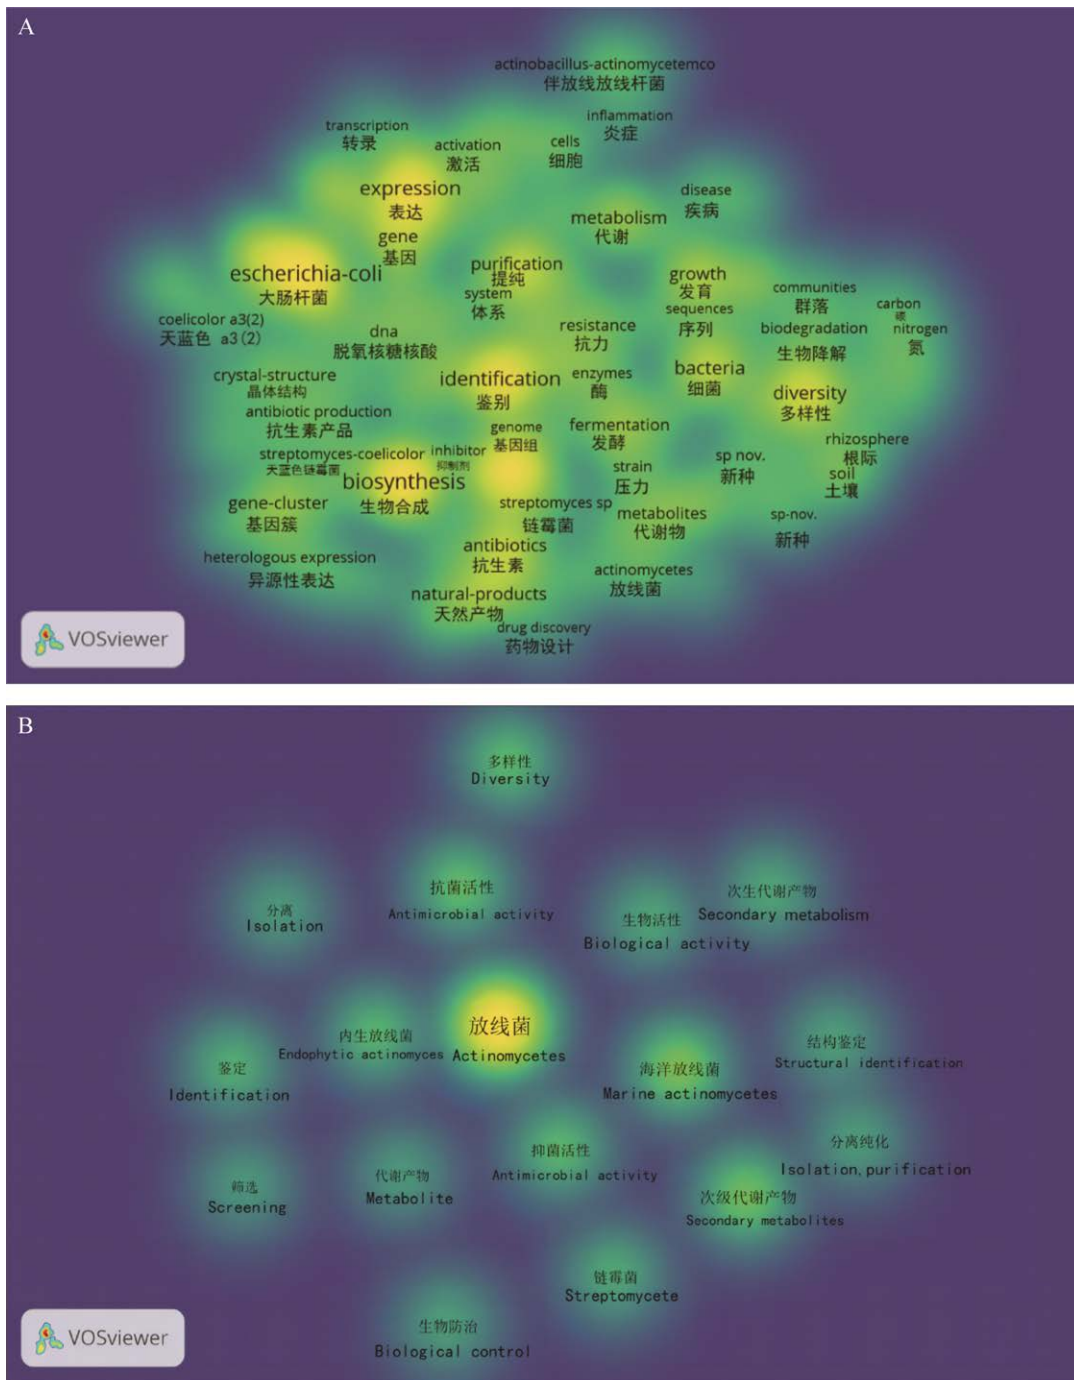 A
actinobacillus-actinomycetemco
伴放线放线杆菌
inflammation
炎症
transcription
转录
activation
激活
cells
细胞
expression
表达
disease
疾病
metabolism
代谢
gene
基因
escherichia-coli
大肠杆菌
purification
提纯
system
体系
growth
发育
sequences
序列
communities
群落
carbon
碳
nitrogen
氮
coelicolor a3(2)
天蓝色 a3(2)
dna
脱氧核糖核酸
resistance
抗力
biodegradation
生物降解
crystal-structure
晶体结构
identification
鉴别
enzymes
酶
bacteria
细菌
diversity
多样性
antibiotic production
抗生素产品
genome
基因组
fermentation
发酵
rhizosphere
根际
streptomyces-coelicolor
天蓝色链霉菌
inhibitor
抑制剂
biosynthesis
生物合成
strain
压力
sp nov.
新种
soil
土壤
gene-cluster
基因簇
streptomyces sp
链霉菌
metabolites
代谢物
sp-nov.
新种
heterologous expression
异源性表达
antibiotics
抗生素
actinomycetes
放线菌
natural-products
天然产物
drug discovery
药物设计
VOSviewer
B
多样性
Diversity
抗菌活性
Antimicrobial activity
次生代谢产物
Secondary metabolism
分离
Isolation
生物活性
Biological activity
放线菌
Actinomycetes
内生放线菌
Endophytic actinomyces
结构鉴定
Structural identification
鉴定
Identification
海洋放线菌
Marine actinomycetes
抑菌活性
Antimicrobial activity
分离纯化
Isolation, purification
筛选
Screening
代谢产物
Metabolite
次级代谢产物
Secondary metabolites
链霉菌
Streptomycete
生物防治
Biological control
VOSviewer